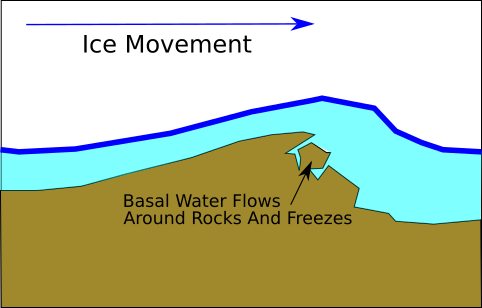 Ice Movement
Basal Water Flows
Around Rocks And Freezes